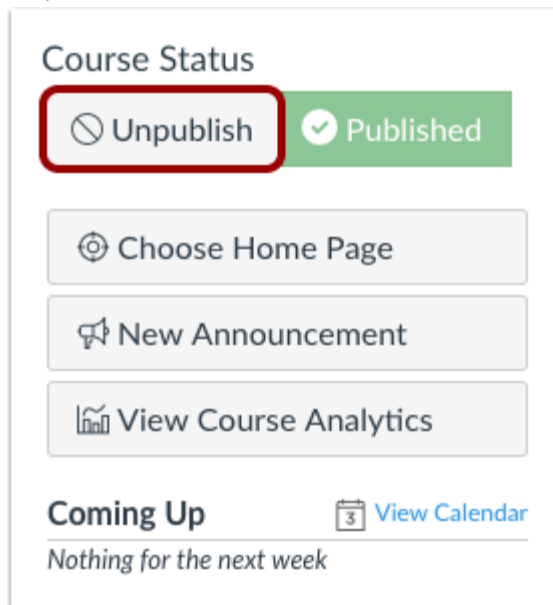 Course Status
Unpublish Published
Choose Home Page
New Announcement
View Course Analytics
Coming Up 3 View Calendar
Nothing for the next week